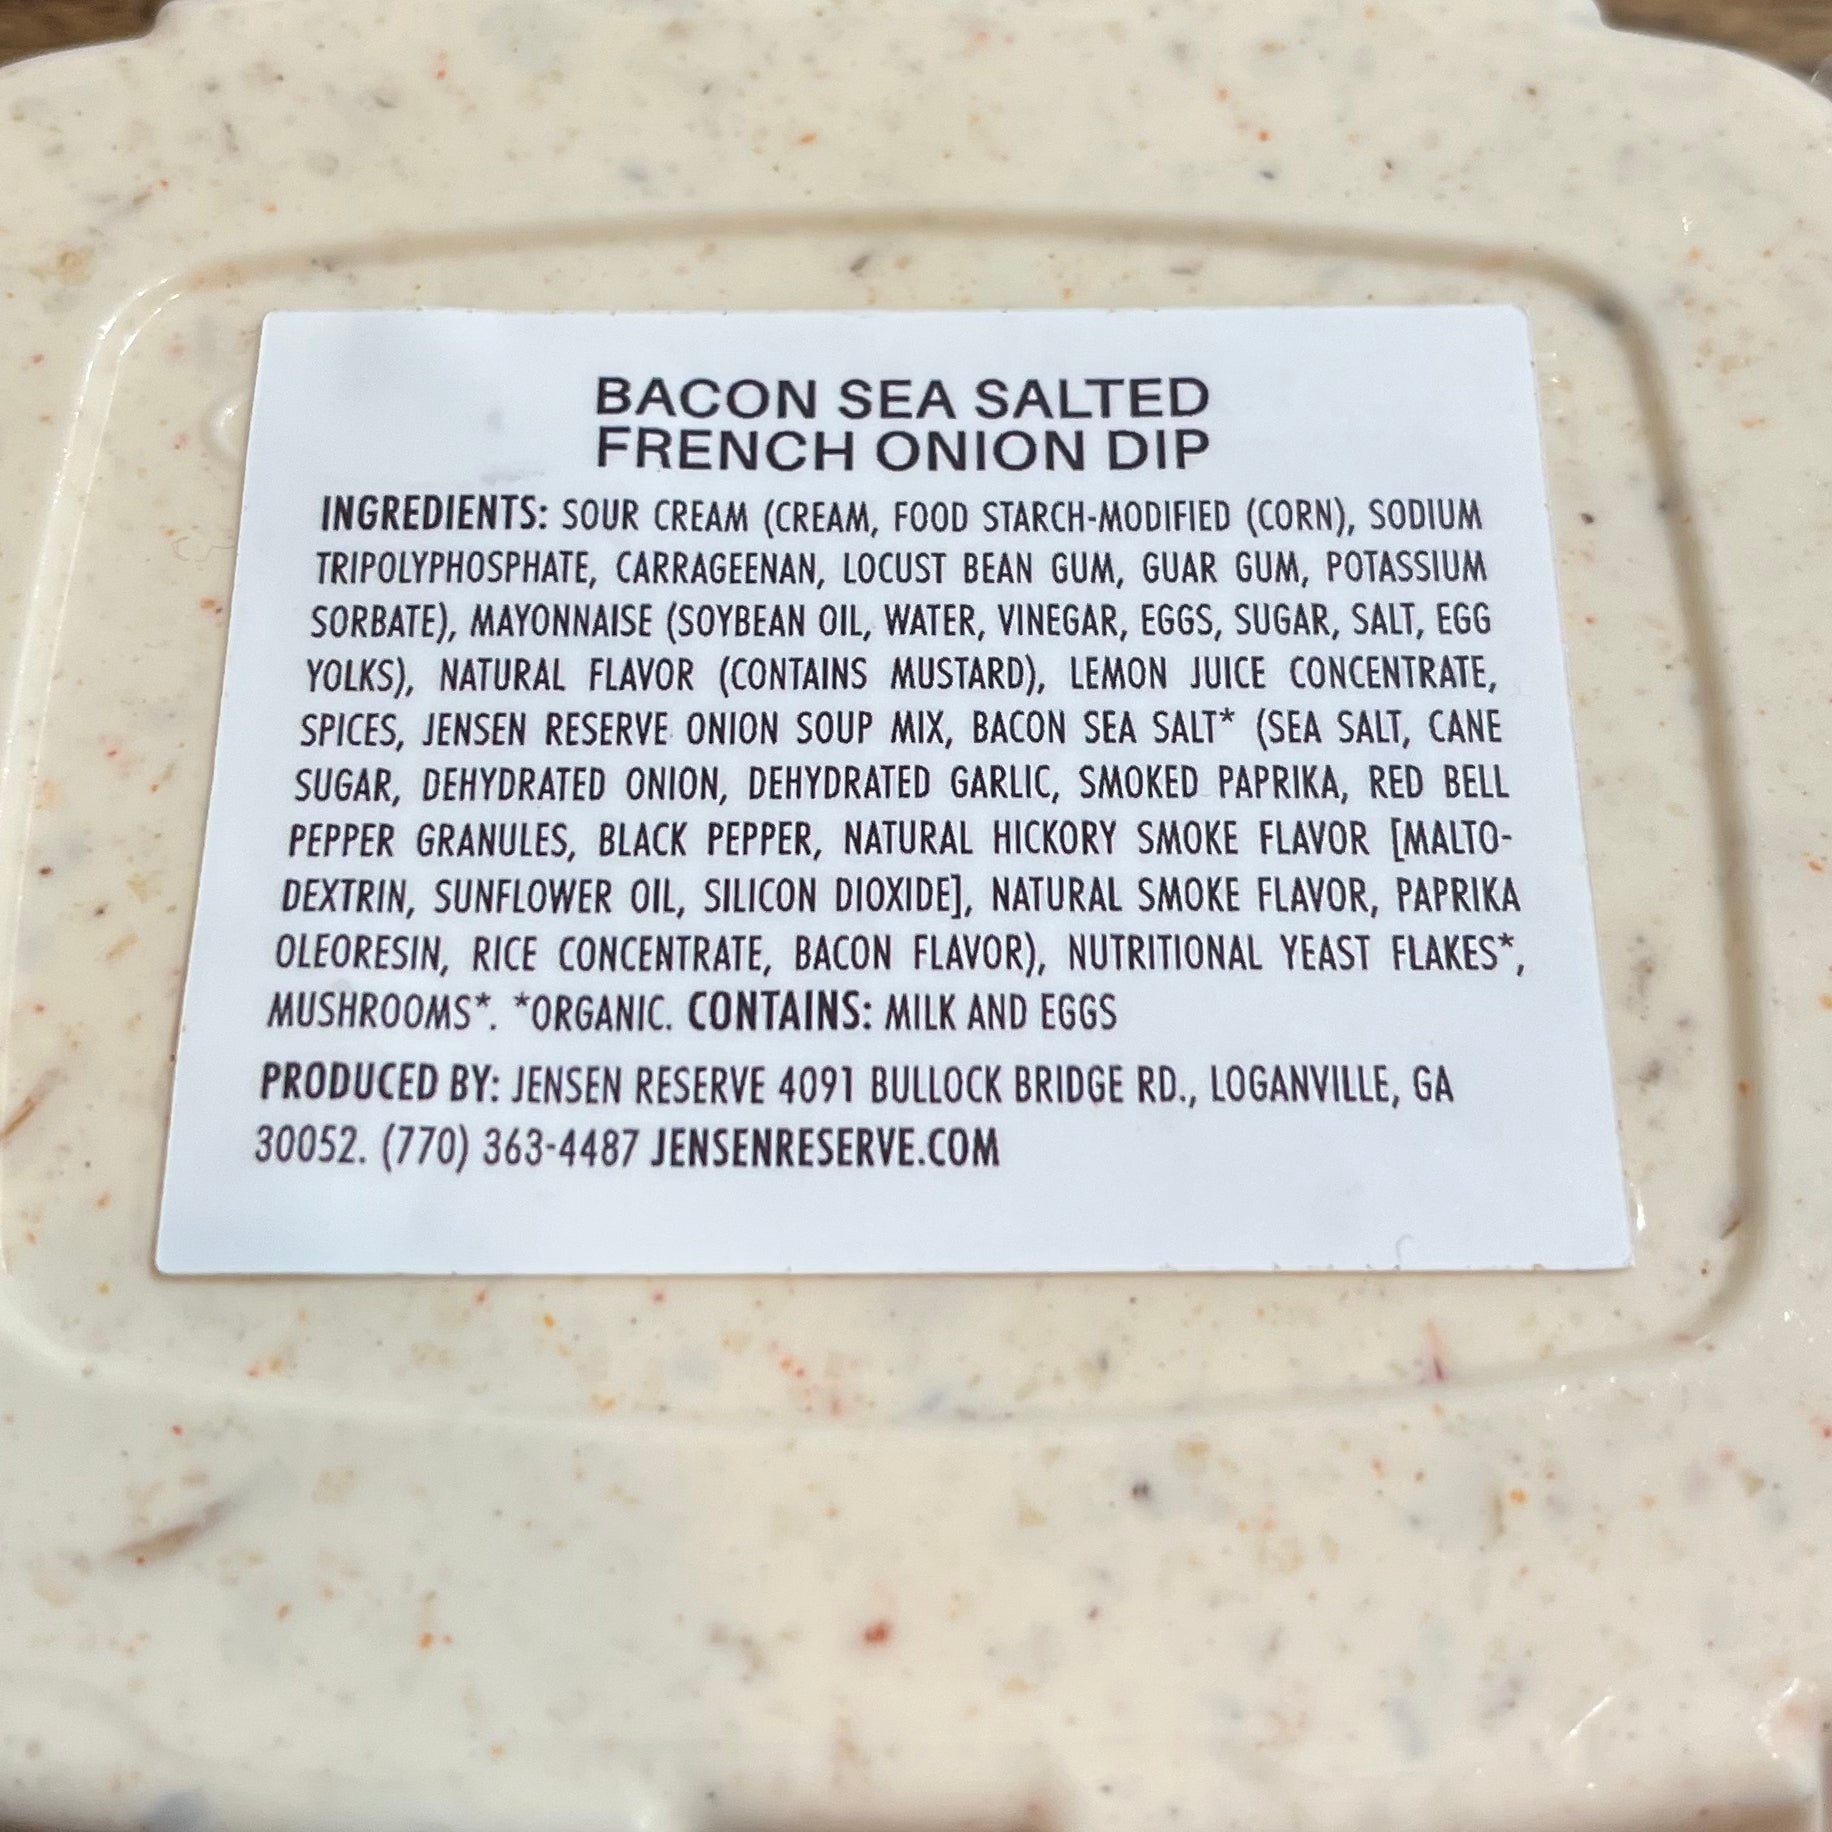 BACON SEA SALTED
FRENCH ONION DIP
INGREDIENTS: SOUR CREAM (CREAM, FOOD STARCH-MODIFIED (CORN), SODIUM
TRIPOLYPHOSPHATE, CARRAGEENAN, LOCUST BEAN GUM, GUAR GUM, POTASSIUM
SORBATE), MAYONNAISE (SOYBEAN OIL, WATER, VINEGAR, EGGS, SUGAR, SALT, EGG
YOLKS), NATURAL FLAVOR (CONTAINS MUSTARD), LEMON JUICE CONCENTRATE,
SPICES, JENSEN RESERVE ONION SOUP MIX, BACON SEA SALT* (SEA SALT, CANE
SUGAR, DEHYDRATED ONION, DEHYDRATED GARLIC, SMOKED PAPRIKA, RED BELL
PEPPER GRANULES, BLACK PEPPER, NATURAL HICKORY SMOKE FLAVOR [MALTO-
DEXTRIN, SUNFLOWER OIL, SILICON DIOXIDE], NATURAL SMOKE FLAVOR, PAPRIKA
OLEORESIN, RICE CONCENTRATE, BACON FLAVOR), NUTRITIONAL YEAST FLAKES*,
MUSHROOMS*. *ORGANIC. CONTAINS: MILK AND EGGS
PRODUCED BY: JENSEN RESERVE 4091 BULLOCK BRIDGE RD., LOGANVILLE, GA
30052. (770) 363-4487 JENSENRESERVE.COM